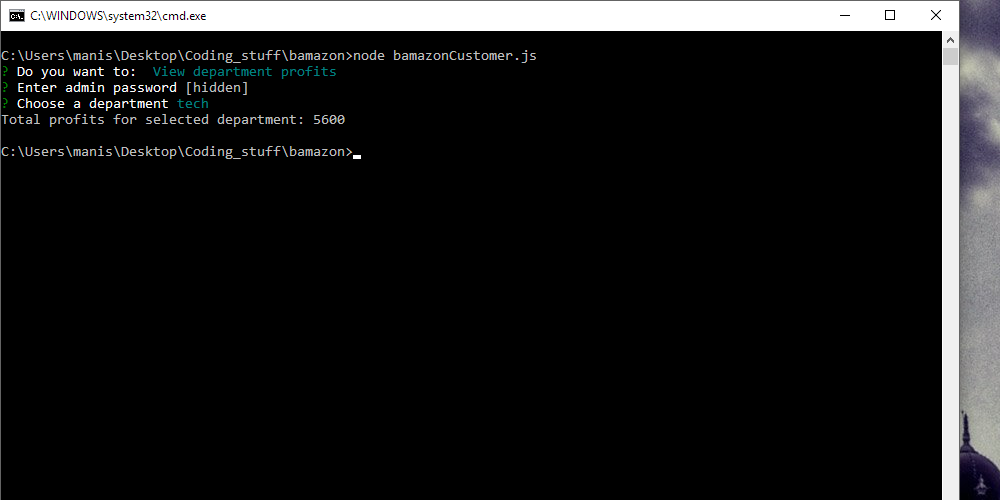 C:\WINDOWS\system32\cmd.exe
C:\Users\manis\Desktop\Coding_stuff\bamazon>node bamazonCustomer.js
? Do you want to:  View department profits
? Enter admin password [hidden]
? Choose a department tech
Total profits for selected department: 5600
C:\Users\manis\Desktop\Coding_stuff\bamazon>